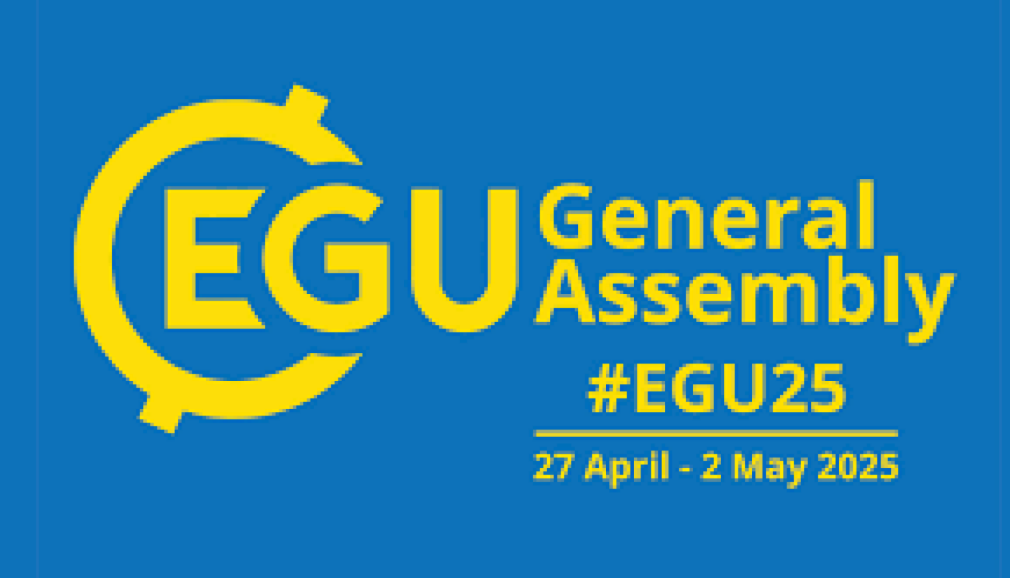 EGU
General
Assembly
#EGU25
27 April - 2 May 2025